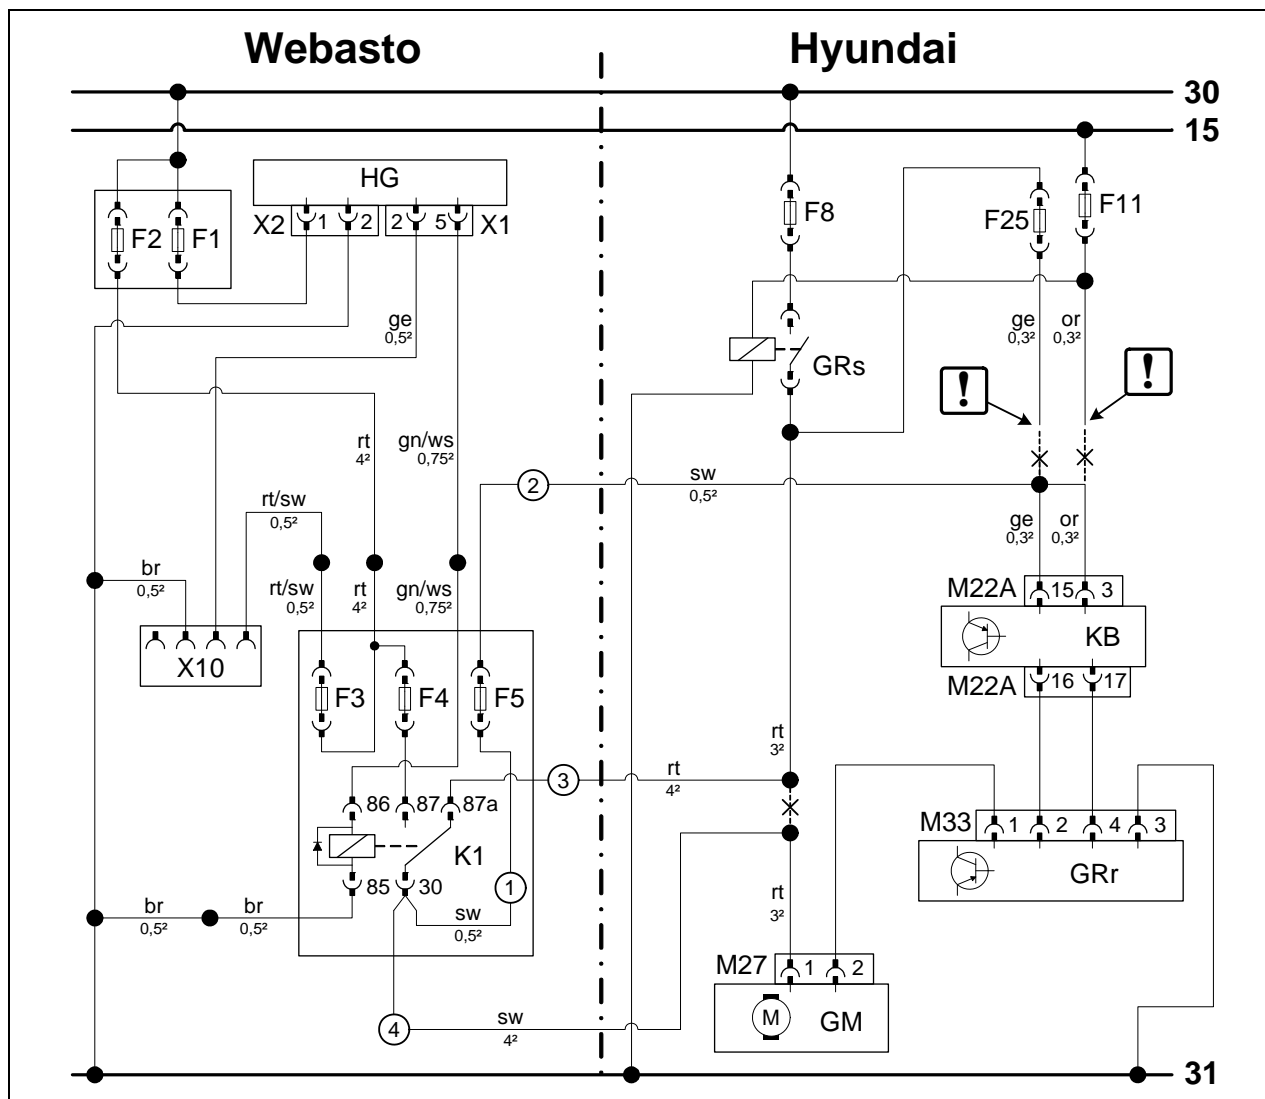 Webasto
Hyundai
30
15
HG
X2 1 2 2 5 X1
F2 F1
F8
F25
F11
ge
0,5²
ge
0,3²
or
0,3²
GRs
!
!
rt
4²
gn/ws
0,75²
2
sw
0,5²
rt/sw
0,5²
ge
0,3²
or
0,3²
br
0,5²
rt/sw
0,5²
rt
4²
gn/ws
0,75²
M22A 15 3
KB
X10
F3 F4 F5
M22A 16 17
rt
3²
3
rt
4²
86 87 87a
M33 1 2 4 3
K1
GRr
85 30
1
br
0,5²
br
0,5²
sw
0,5²
rt
3²
M27 1 2
M
GM
4
sw
4²
31